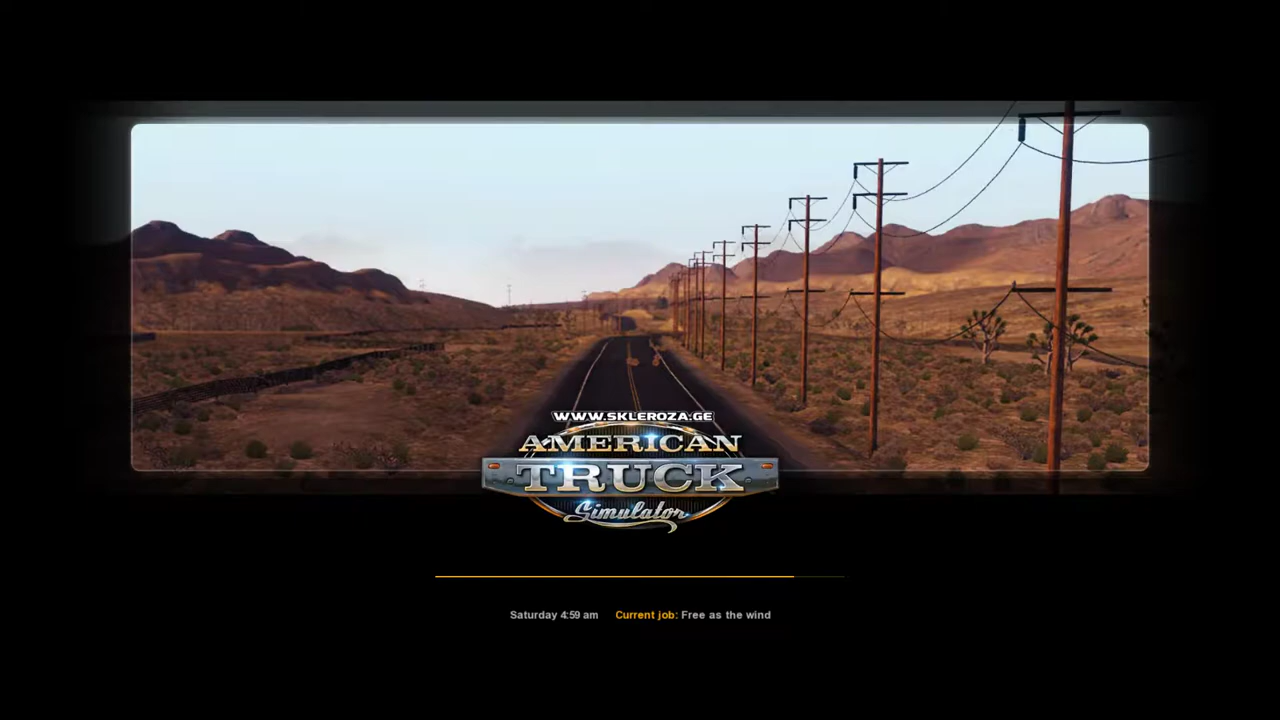 WWW.SKLEROZA.GE
AMERICAN
TRUCK
Simulator
Saturday 4:59 am Current job: Free as the wind